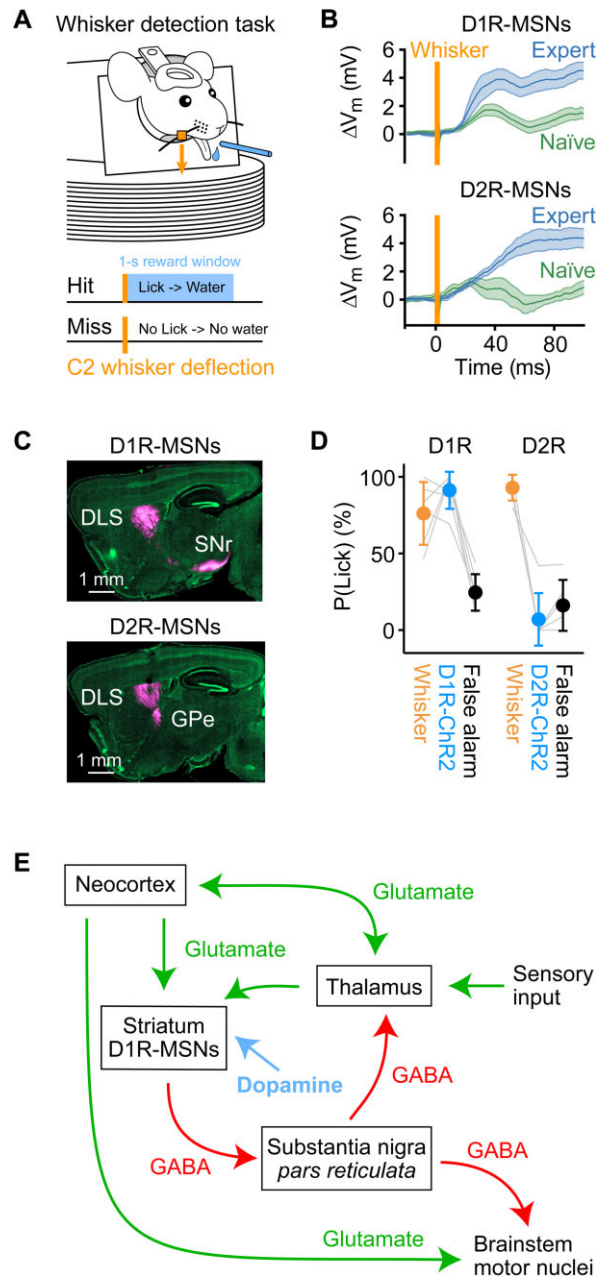 A
Whisker detection task
1-s reward window
Hit
Lick -> Water
Miss
No Lick -> No water
C2 whisker deflection
B
D1R-MSNs
Whisker
Expert
Naïve
ΔVm (mV)
6
4
2
0
D2R-MSNs
Expert
Naïve
ΔVm (mV)
6
4
2
0
0
40
80
Time (ms)
C
D1R-MSNs
DLS
SNr
1 mm
D2R-MSNs
DLS
GPe
1 mm
D
D1R
D2R
P(Lick) (%)
100
50
0
Whisker
D1R-ChR2
False alarm
Whisker
D2R-ChR2
False alarm
E
Neocortex
Glutamate
Glutamate
Thalamus
Sensory
input
Striatum
D1R-MSNs
Dopamine
GABA
GABA
Substantia nigra
pars reticulata
GABA
Glutamate
Brainstem
motor nuclei